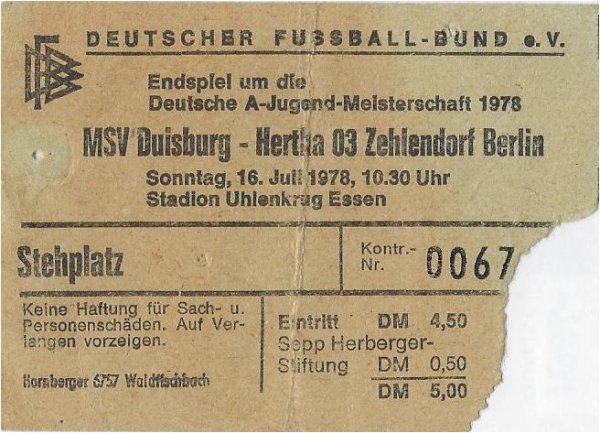 DEUTSCHER FUSSBALL-BUND e.V.
Endspiel um die
Deutsche A-Jugend-Meisterschaft 1978
MSV Duisburg - Hertha 03 Zehlendorf Berlin
Sonntag, 16. Juli 1978, 10.30 Uhr
Stadion Uhlenkrug Essen
Stehplatz
Kontr.-
Nr. 0067
Keine Haftung für Sach- u.
Personenschäden. Auf Ver-
langen vorzeigen.
Hornberger 6757 Waldfischbach
Eintritt DM 4,50
Sepp Herberger-
Stiftung DM 0,50
DM 5,00